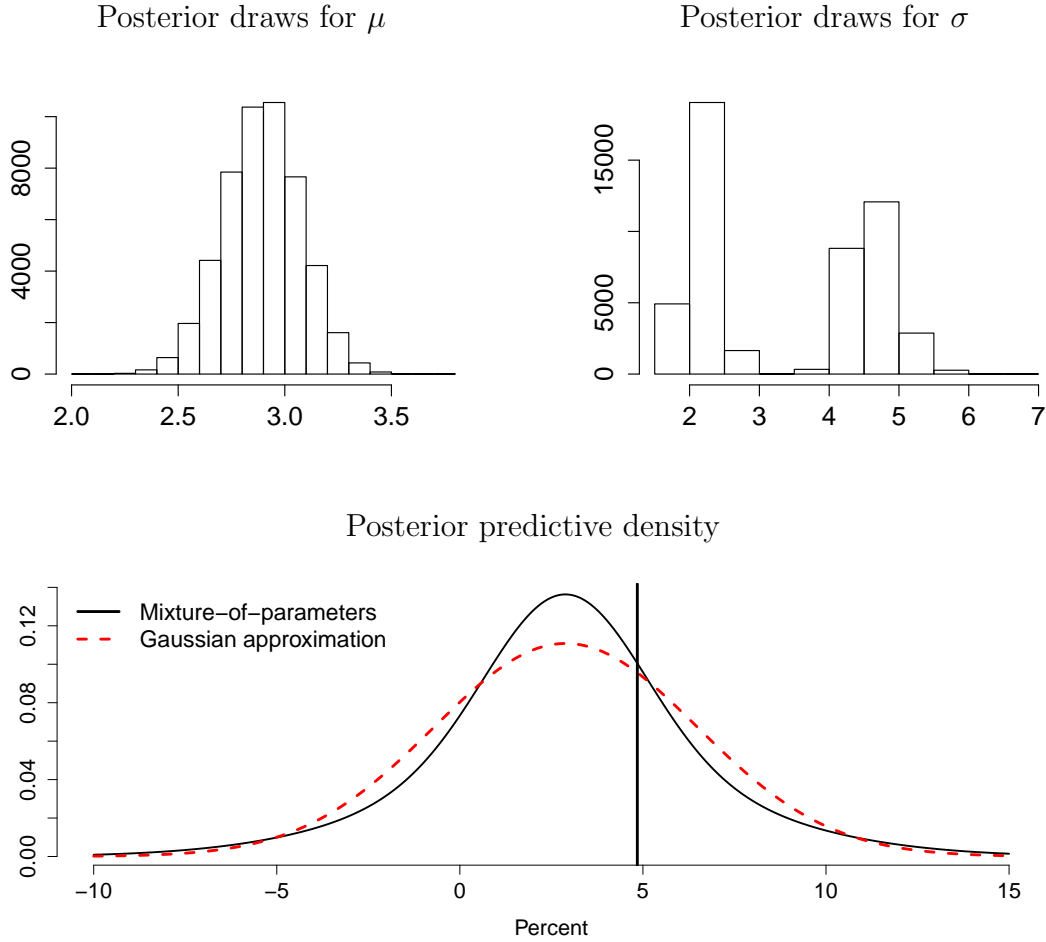 Posterior draws for μ
Posterior draws for σ
0 4000 8000
2.0 2.5 3.0 3.5
0 5000 15000
2 3 4 5 6 7
Posterior predictive density
Mixture−of−parameters
Gaussian approximation
0.00 0.04 0.08 0.12
−10 −5 0 5 10 15
Percent